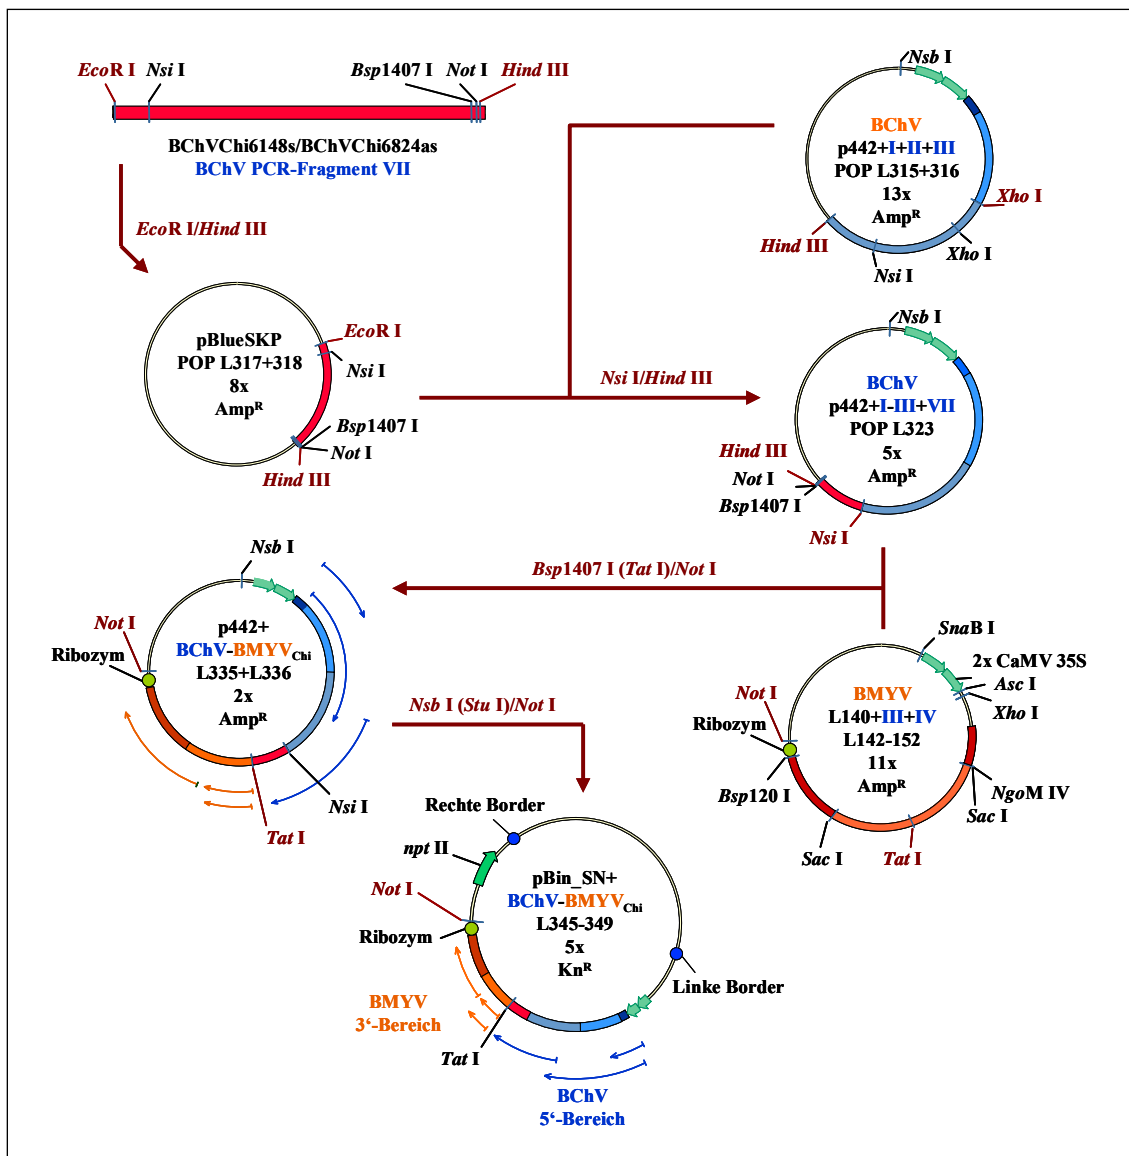 EcoR I
Nsi I
Bsp1407 I
Not I
Hind III
BChVChi6148s/BChVChi6824as
BChV PCR-Fragment VII
EcoR I/Hind III
Nsb I
BChV
p442+I+II+III
POP L315+316
13x
AmpR
Xho I
Xho I
Hind III
Nsi I
pBlueSKP
POP L317+318
8x
AmpR
EcoR I
Nsi I
Bsp1407 I
Not I
Hind III
Nsi I/Hind III
Nsb I
BChV
p442+I-III+VII
POP L323
5x
AmpR
Hind III
Not I
Bsp1407 I
Nsi I
Bsp1407 I (Tat I)/Not I
Nsb I
Not I
Ribozym
p442+
BChV-BMYVChi
L335+L336
2x
AmpR
Nsi I
Tat I
Nsb I (Stu I)/Not I
SnaB I
2x CaMV 35S
Asc I
Xho I
Not I
Ribozym
BMYV
L140+III+IV
L142-152
11x
AmpR
Bsp120 I
NgoM IV
Sac I
Sac I
Tat I
Rechte Border
npt II
Not I
Ribozym
pBin_SN+
BChV-BMYVChi
L345-349
5x
KnR
Linke Border
BMYV
3‘-Bereich
Tat I
BChV
5‘-Bereich